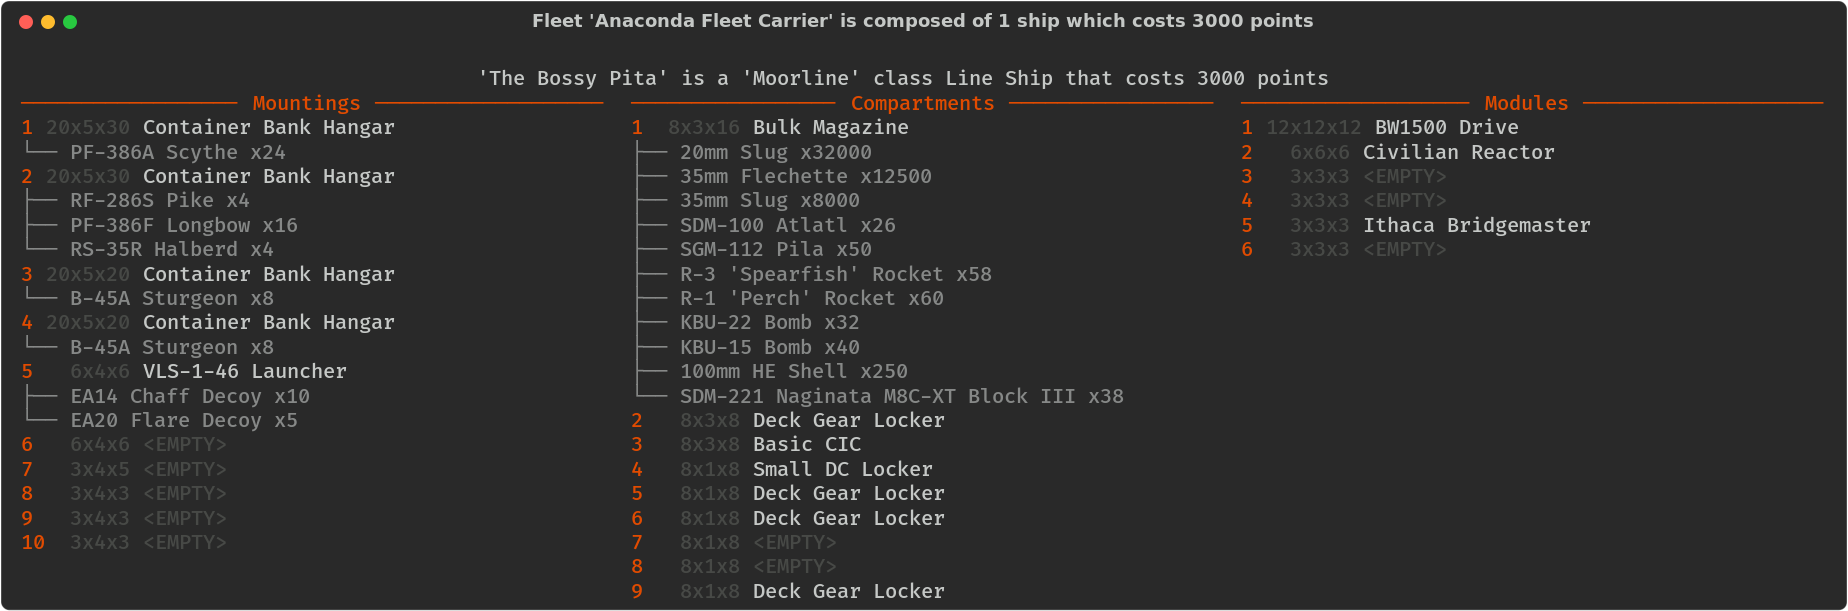 Fleet 'Anaconda Fleet Carrier' is composed of 1 ship which costs 3000 points
'The Bossy Pita' is a 'Moorline' class Line Ship that costs 3000 points
Mountings
1 20x5x30 Container Bank Hangar
PF-386A Scythe x24
2 20x5x30 Container Bank Hangar
RF-286S Pike x4
PF-386F Longbow x16
RS-35R Halberd x4
3 20x5x20 Container Bank Hangar
B-45A Sturgeon x8
4 20x5x20 Container Bank Hangar
B-45A Sturgeon x8
5 6x4x6 VLS-1-46 Launcher
EA14 Chaff Decoy x10
EA20 Flare Decoy x5
6 6x4x6 <EMPTY>
7 3x4x5 <EMPTY>
8 3x4x3 <EMPTY>
9 3x4x3 <EMPTY>
10 3x4x3 <EMPTY>
Compartments
1 8x3x16 Bulk Magazine
20mm Slug x32000
35mm Flechette x12500
35mm Slug x8000
SDM-100 Atlatl x26
SGM-112 Pila x50
R-3 'Spearfish' Rocket x58
R-1 'Perch' Rocket x60
KBU-22 Bomb x32
KBU-15 Bomb x40
100mm HE Shell x250
SDM-221 Naginata M8C-XT Block III x38
2 8x3x8 Deck Gear Locker
3 8x3x8 Basic CIC
4 8x1x8 Small DC Locker
5 8x1x8 Deck Gear Locker
6 8x1x8 Deck Gear Locker
7 8x1x8 <EMPTY>
8 8x1x8 <EMPTY>
9 8x1x8 Deck Gear Locker
Modules
1 12x12x12 BW1500 Drive
2 6x6x6 Civilian Reactor
3 3x3x3 <EMPTY>
4 3x3x3 <EMPTY>
5 3x3x3 Ithaca Bridgemaster
6 3x3x3 <EMPTY>